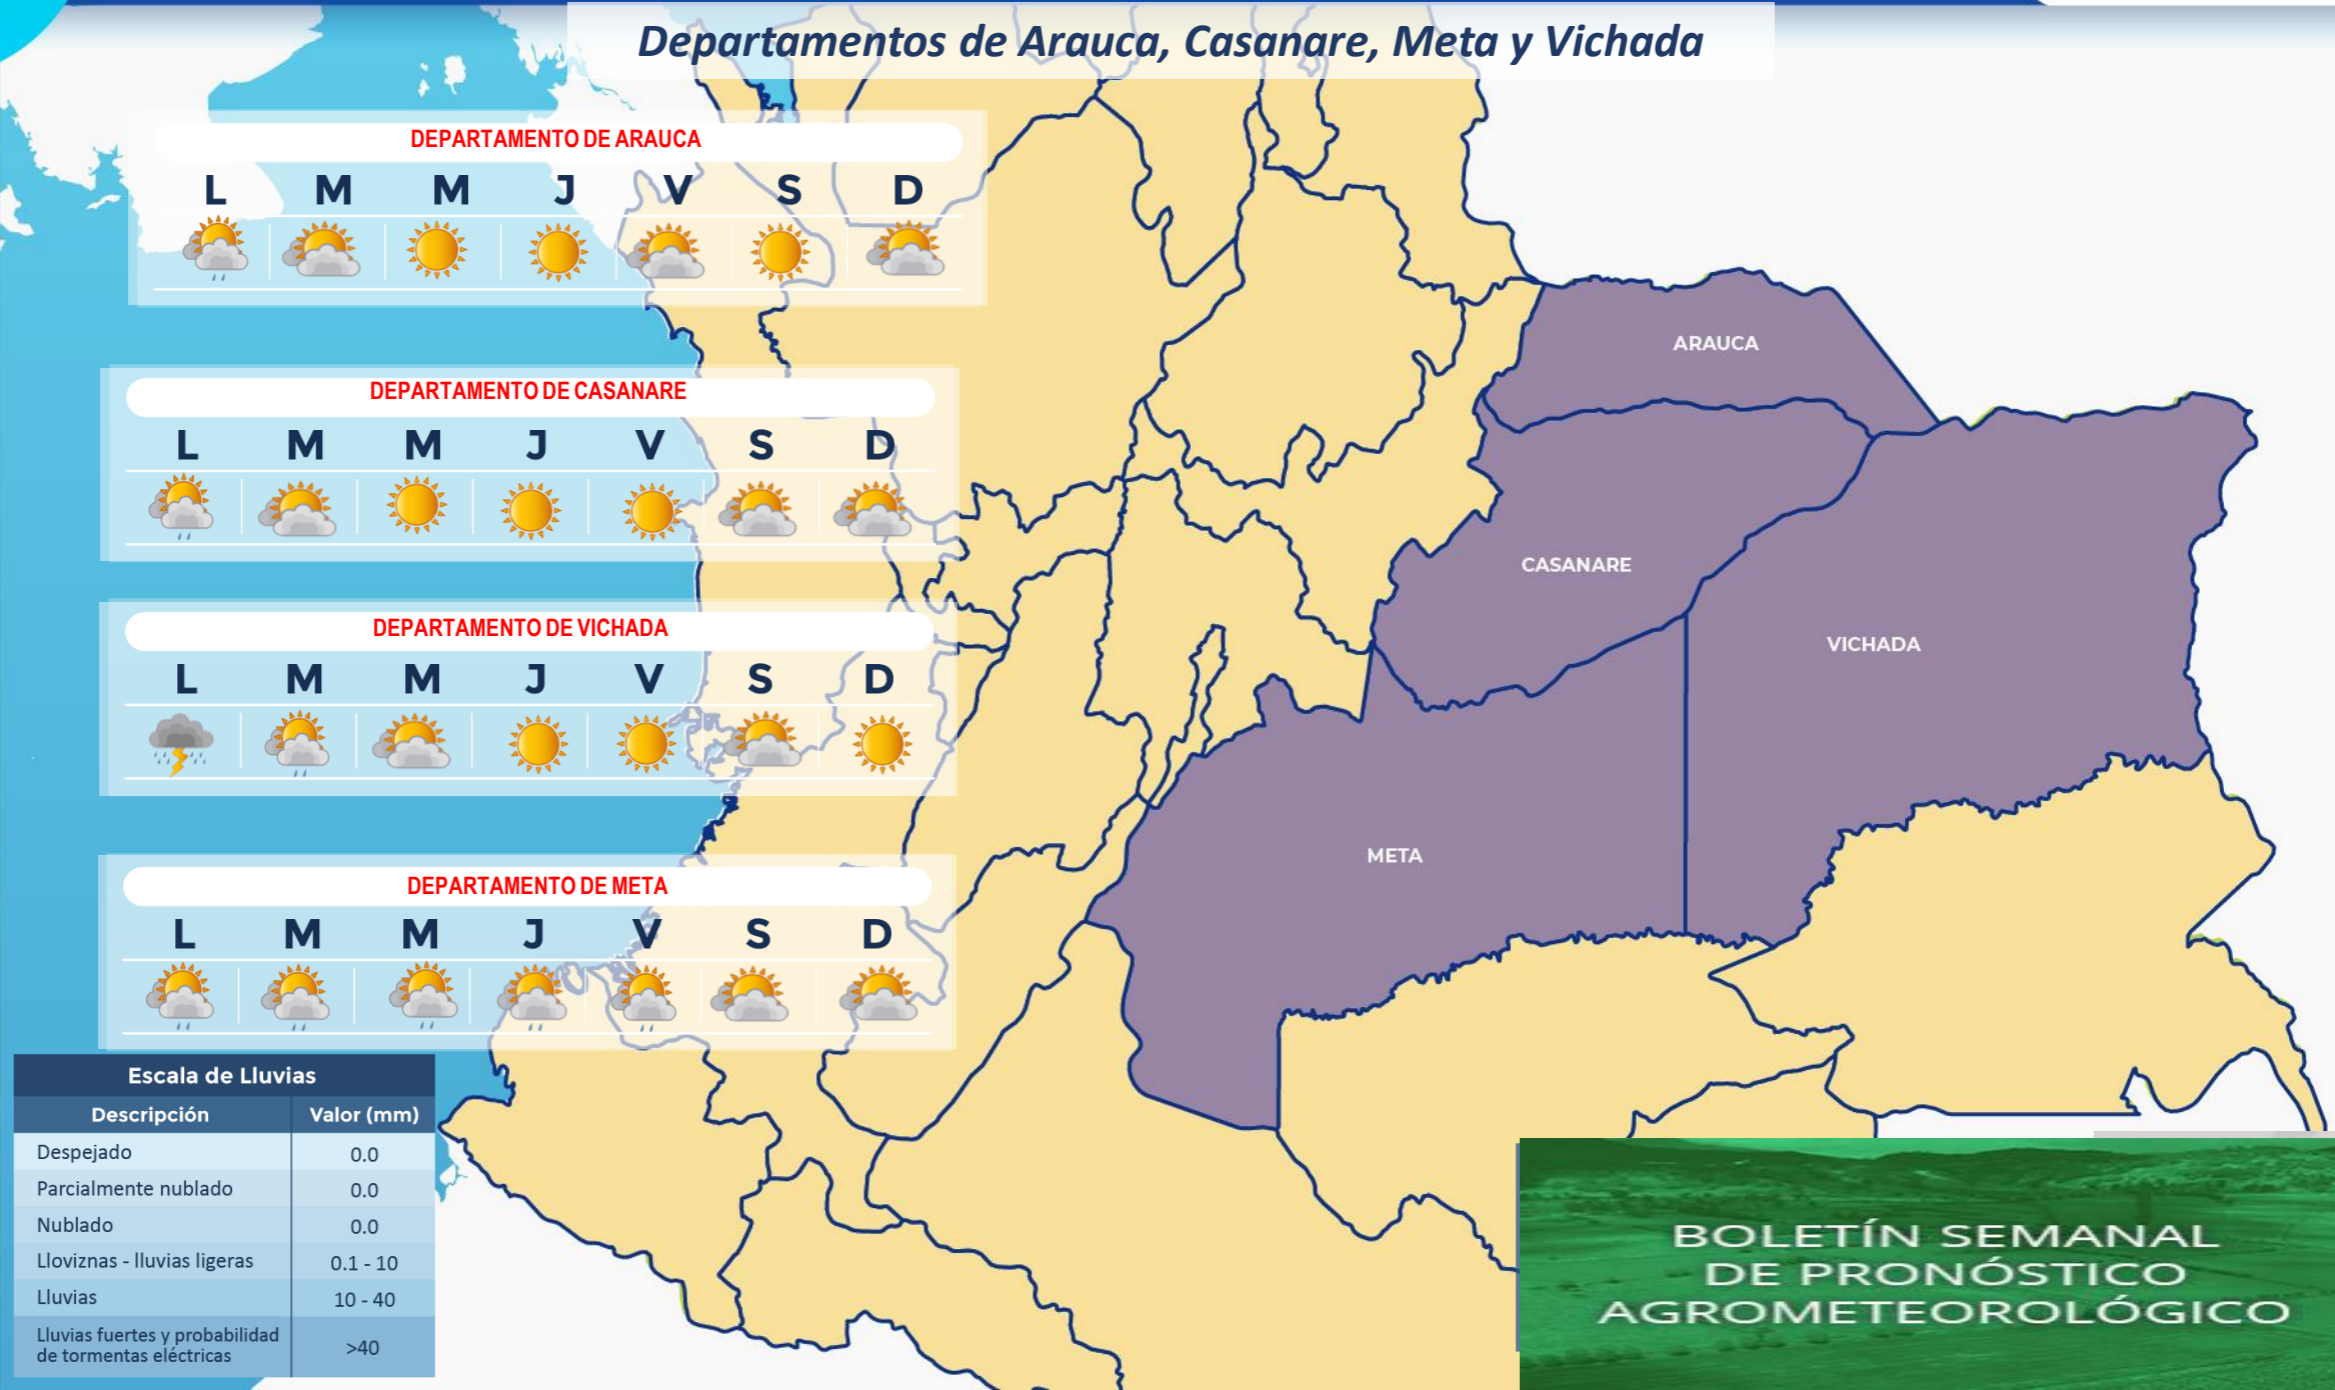 Departamentos de Arauca, Casanare, Meta y Vichada
DEPARTAMENTO DE ARAUCA
L M M J V S D
DEPARTAMENTO DE CASANARE
L M M J V S D
DEPARTAMENTO DE VICHADA
L M M J V S D
DEPARTAMENTO DE META
L M M J V S D
ARAUCA
CASANARE
VICHADA
META
Escala de Lluvias
Descripción Valor (mm)
Despejado 0.0
Parcialmente nublado 0.0
Nublado 0.0
Lloviznas - lluvias ligeras 0.1 - 10
Lluvias 10 - 40
Lluvias fuertes y probabilidad
de tormentas eléctricas >40
BOLETÍN SEMANAL
DE PRONÓSTICO
AGROMETEOROLÓGICO